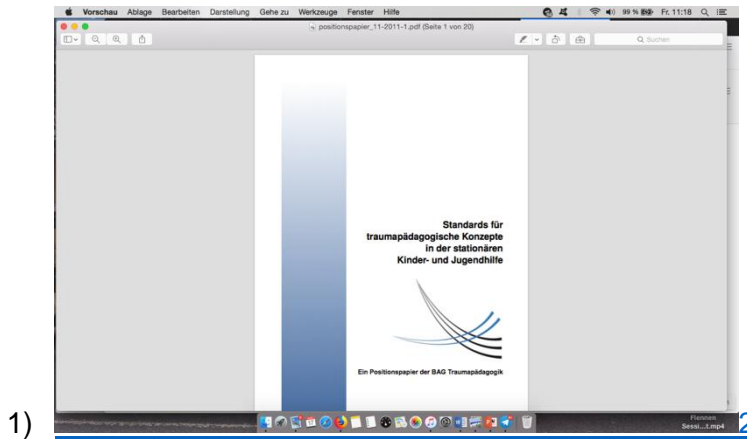 Vorschau Ablage Bearbeiten Darstellung Gehe zu Werkzeuge Fenster Hilfe 99 % Fr. 11:18
positionspapier_11-2011-1.pdf (Seite 1 von 20)
Suchen
Standards für
traumapädagogische Konzepte
in der stationären
Kinder- und Jugendhilfe
Ein Positionspapier der BAG Traumapädagogik
1)
Fiennen
Sessi...t.mp4
2